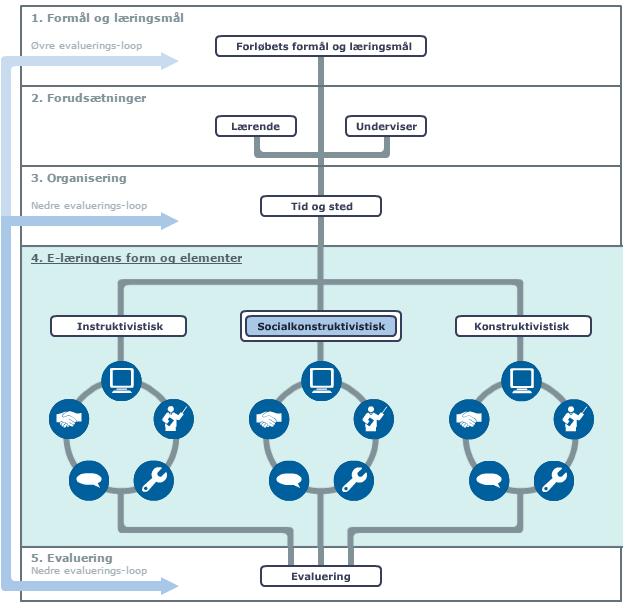 1. Formål og læringsmål
Øvre evaluerings-loop
Forløbets formål og læringsmål
2. Forudsætninger
Lærende
Underviser
3. Organisering
Tid og sted
Nedre evaluerings-loop
4. E-læringens form og elementer
Instruktivistisk
Socialkonstruktivistisk
Konstruktivistisk
5. Evaluering
Nedre evaluerings-loop
Evaluering